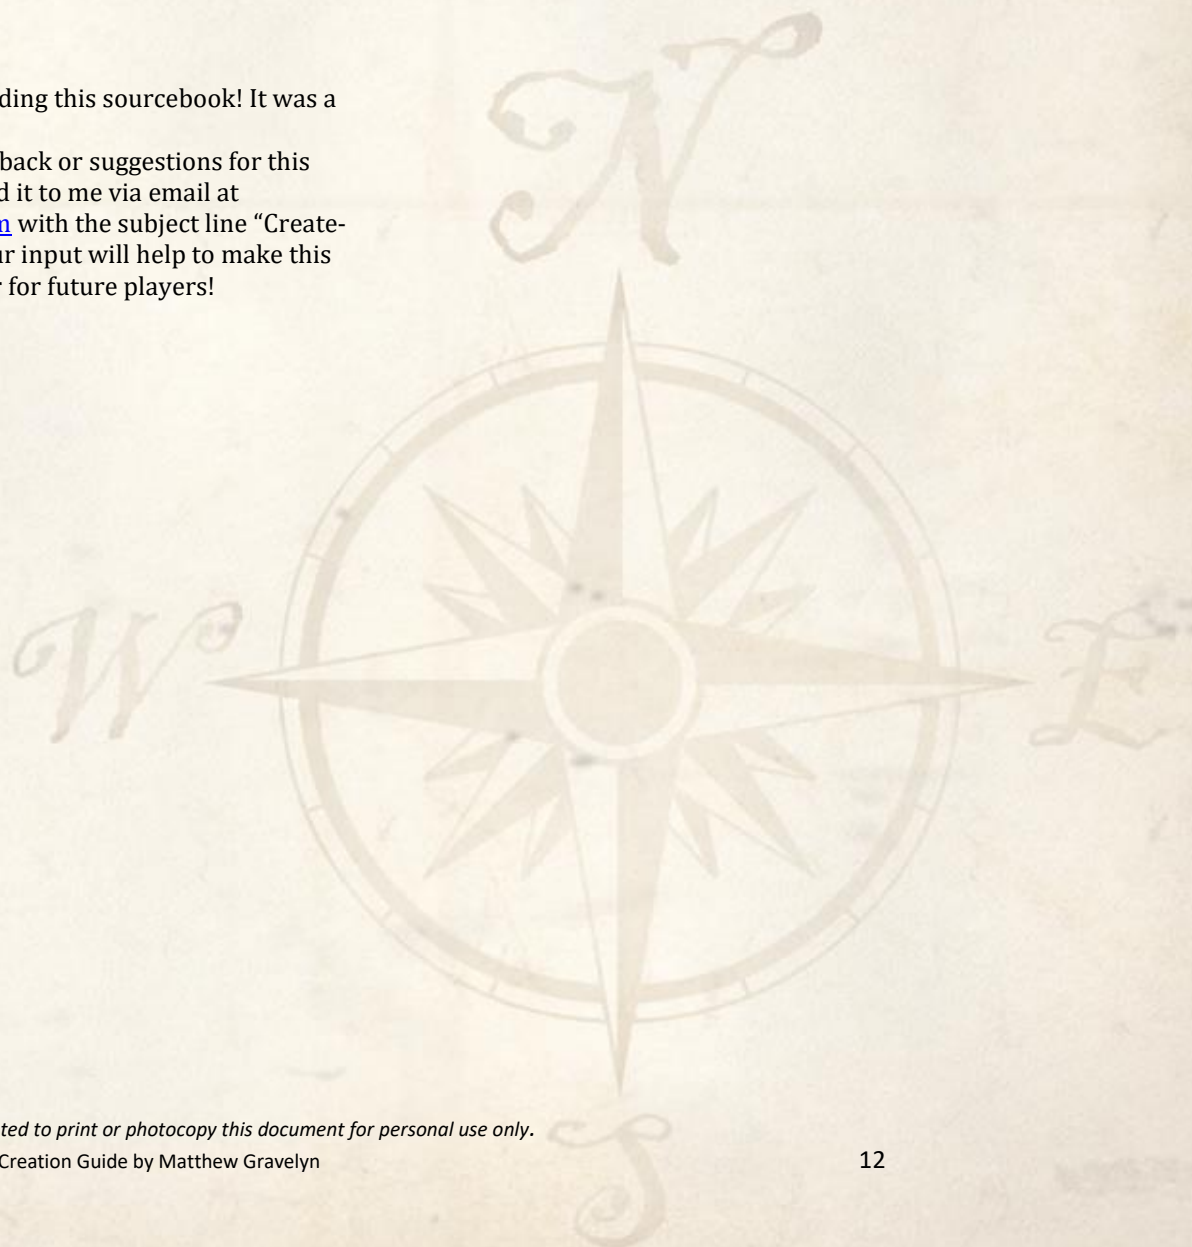 ding this sourcebook! It was a
back or suggestions for this
d it to me via email at
m with the subject line “Create-
ur input will help to make this
r for future players!
N
W
E
ted to print or photocopy this document for personal use only.
Creation Guide by Matthew Gravelyn
12
S